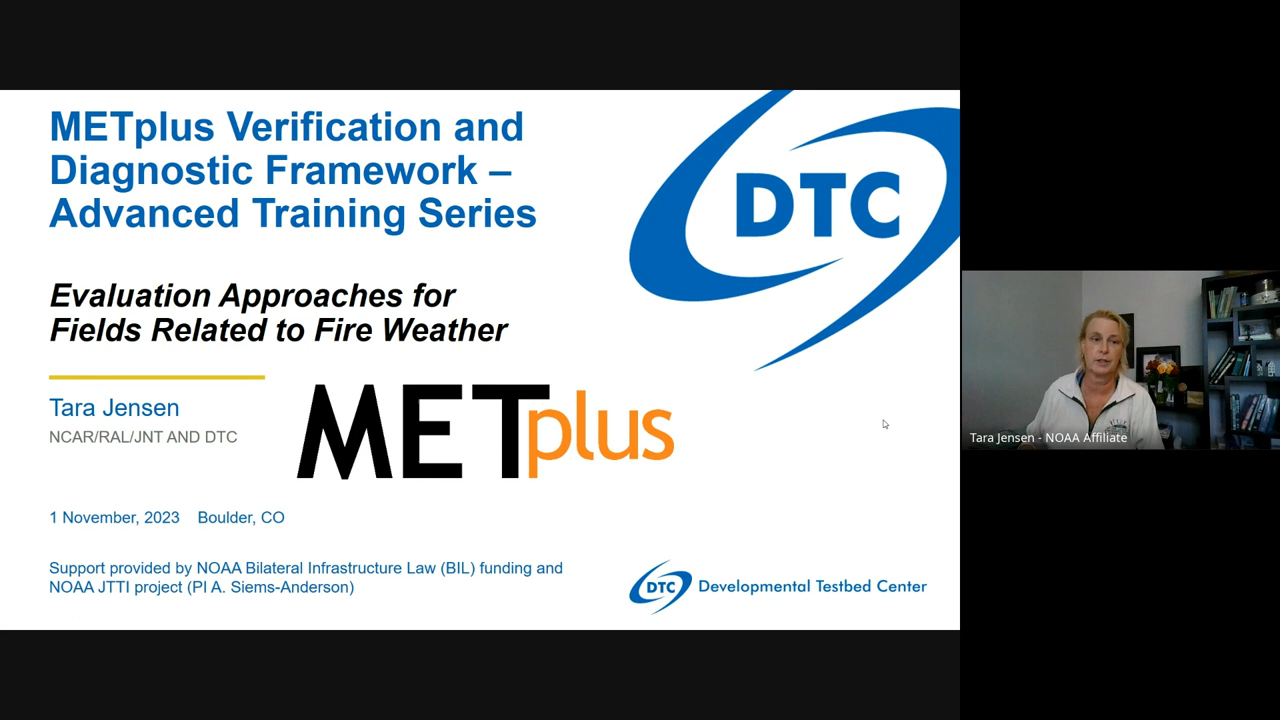 METplus Verification and
Diagnostic Framework –
Advanced Training Series
DTC
Evaluation Approaches for
Fields Related to Fire Weather
Tara Jensen
NCAR/RAL/JNT AND DTC
METplus
1 November, 2023 Boulder, CO
Support provided by NOAA Bilateral Infrastructure Law (BIL) funding and
NOAA JTTI project (PI A. Siems-Anderson)
DTC Developmental Testbed Center
Tara Jensen - NOAA Affiliate